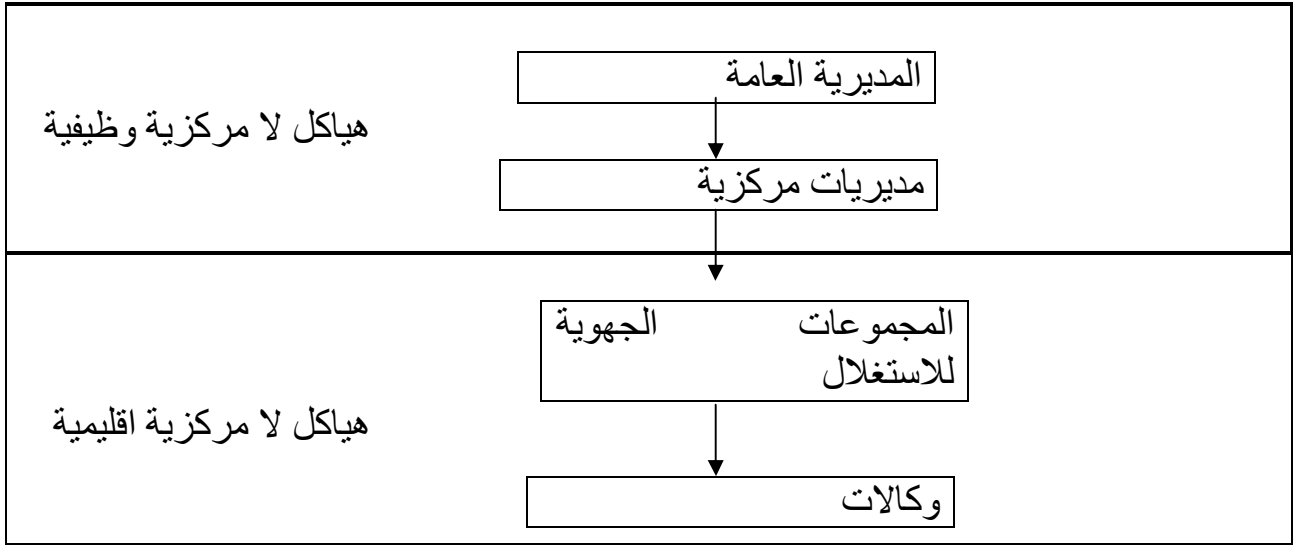 المديرية العامة
هياكل لا مركزية وظيفية
مديريات مركزية
المجموعات الجهوية
للاستغلال
هياكل لا مركزية اقليمية
وكالات